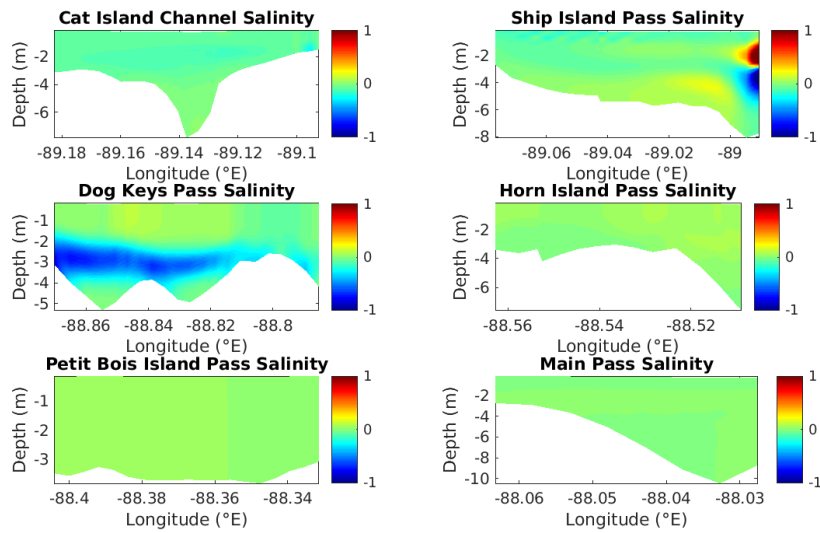 Cat Island Channel Salinity
Depth (m)
-2
-4
-6
-89.18 -89.16 -89.14 -89.12 -89.1
Longitude (°E)
1
0
-1
Ship Island Pass Salinity
Depth (m)
-2
-4
-6
-8
-89.06 -89.04 -89.02 -89
Longitude (°E)
1
0
-1
Dog Keys Pass Salinity
Depth (m)
-1
-2
-3
-4
-5
-88.86 -88.84 -88.82 -88.8
Longitude (°E)
1
0
-1
Horn Island Pass Salinity
Depth (m)
-2
-4
-6
-88.56 -88.54 -88.52
Longitude (°E)
1
0
-1
Petit Bois Island Pass Salinity
Depth (m)
-1
-2
-3
-88.4 -88.38 -88.36 -88.34
Longitude (°E)
1
0
-1
Main Pass Salinity
Depth (m)
-2
-4
-6
-8
-10
-88.06 -88.05 -88.04 -88.03
Longitude (°E)
1
0
-1